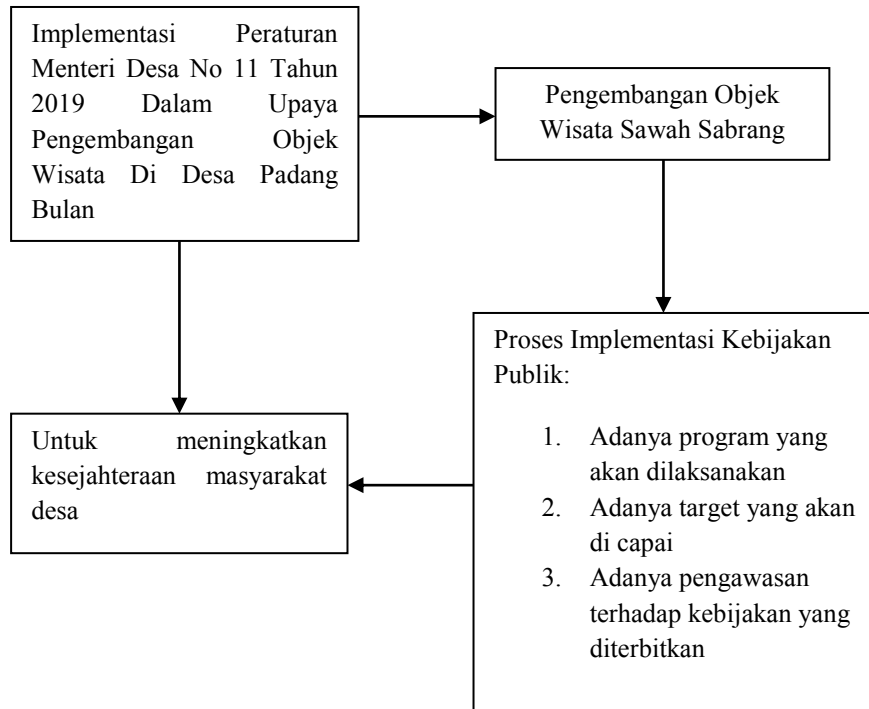 Implementasi Peraturan
Menteri Desa No 11 Tahun
2019 Dalam Upaya
Pengembangan Objek
Wisata Di Desa Padang
Bulan
Pengembangan Objek
Wisata Sawah Sabrang
Proses Implementasi Kebijakan
Publik:
1. Adanya program yang
akan dilaksanakan
2. Adanya target yang akan
di capai
3. Adanya pengawasan
terhadap kebijakan yang
diterbitkan
Untuk meningkatkan
kesejahteraan masyarakat
desa